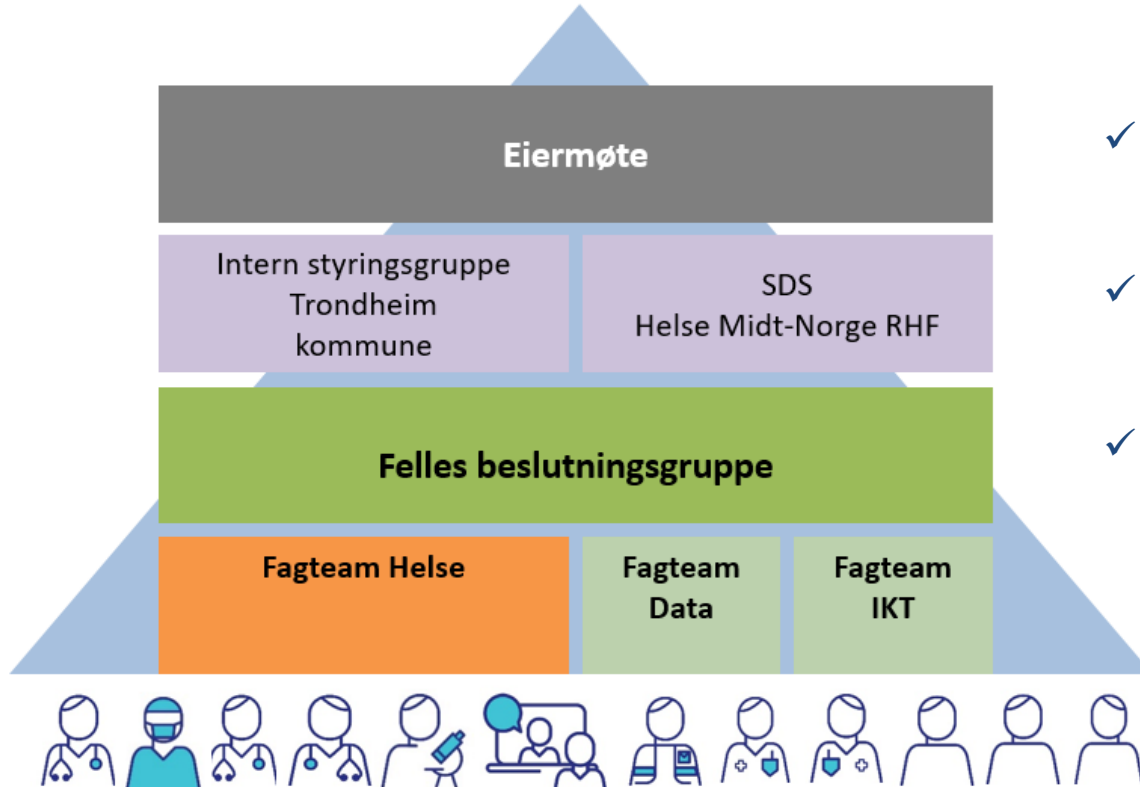 Eiermøte
Intern styringsgruppe
Trondheim
kommune
SDS
Helse Midt-Norge RHF
Felles beslutningsgruppe
Fagteam Helse
Fagteam
Data
Fagteam
IKT